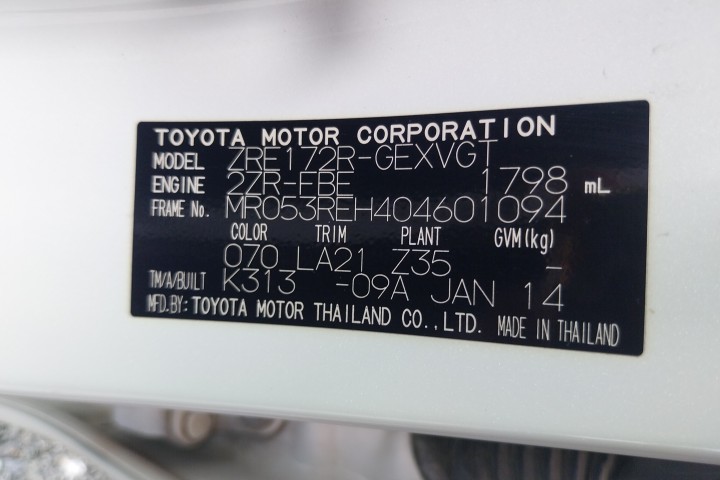 TOYOTA MOTOR CORPORATION
MODEL ZRE172R-GEXVGT
ENGINE 2ZR-FBE 1798 mL
FRAME No. MR053REH404601094
COLOR TRIM PLANT GVM(kg)
070 LA21 Z35 -
TM/A/BUILT K313 -09A JAN 14
MFD.BY: TOYOTA MOTOR THAILAND CO.,LTD. MADE IN THAILAND